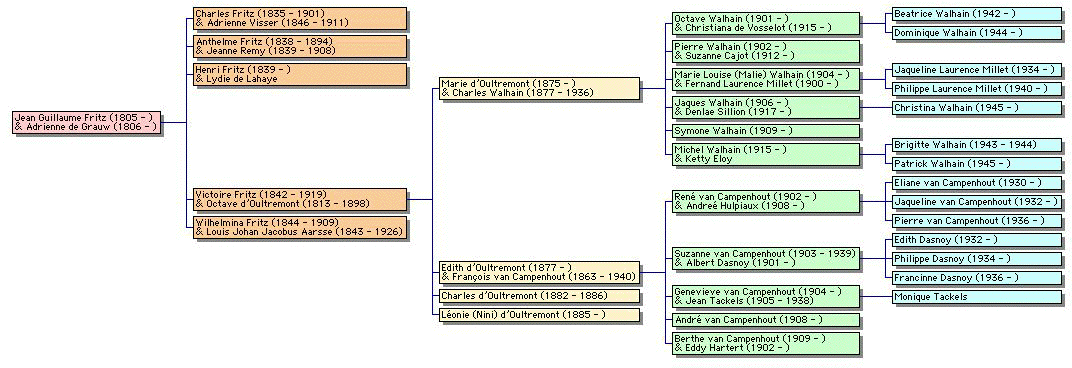 Jean Guillaume Fritz (1805 - )
& Adrienne de Grauw (1806 - )
Charles Fritz (1835 - 1901)
& Adrienne Visser (1846 - 1911)
Anthelme Fritz (1838 - 1894)
& Jeanne Remy (1839 - 1908)
Henri Fritz (1839 - )
& Lydie de Lahaye
Victoire Fritz (1842 - 1919)
& Octave d'Oultremont (1813 - 1898)
Wilhelmina Fritz (1844 - 1909)
& Louis Johan Jacobus Aarsse (1843 - 1926)
Marie d'Oultremont (1875 - )
& Charles Walhain (1877 - 1936)
Edith d'Oultremont (1877 - )
& François van Campenhout (1863 - 1940)
Charles d'Oultremont (1882 - 1886)
Léonie (Nini) d'Oultremont (1885 - )
Octave Walhain (1901 - )
& Christiana de Vosselot (1915 - )
Pierre Walhain (1902 - )
& Suzanne Cajot (1912 - )
Marie Louise (Malie) Walhain (1904 - )
& Fernand Laurence Millet (1900 - )
Jaques Walhain (1906 - )
& Denlae Sillion (1917 - )
Symone Walhain (1909 - )
Michel Walhain (1915 - )
& Ketty Eloy
René van Campenhout (1902 - )
& Andreé Hulpiaux (1908 - )
Suzanne van Campenhout (1903 - 1939)
& Albert Dasnoy (1901 - )
Genevieve van Campenhout (1904 - )
& Jean Tackels (1905 - 1938)
André van Campenhout (1908 - )
Berthe van Campenhout (1909 - )
& Eddy Hartert (1902 - )
Beatrice Walhain (1942 - )
Dominique Walhain (1944 - )
Jaqueline Laurence Millet (1934 - )
Philippe Laurence Millet (1940 - )
Christina Walhain (1945 - )
Brigitte Walhain (1943 - 1944)
Patrick Walhain (1945 - )
Eliane van Campenhout (1930 - )
Jaqueline van Campenhout (1932 - )
Pierre van Campenhout (1936 - )
Edith Dasnoy (1932 - )
Philippe Dasnoy (1934 - )
Francinne Dasnoy (1936 - )
Monique Tackels